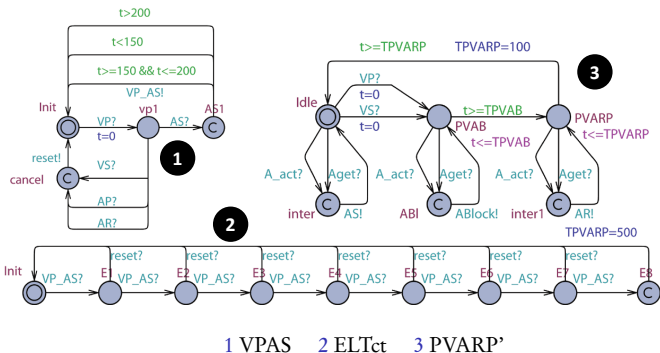 t>200
t<150
t>=150 && t<=200
VP_AS!
Init
vp1
AS1
VP?
t=0
AS?
reset!
VS?
cancel
C
C
AP?
AR?
1
t>=TPVARP
TPVARP=100
3
Idle
VP?
t=0
VS?
t=0
PVAB
t>=TPVAB
t<=TPVAB
PVARP
t<=TPVARP
A_act?
Aget?
A_act?
Aget?
A_act?
Aget?
C
C
C
inter
AS!
ABl
ABlock!
inter1
AR!
2
TPVARP=500
Init
reset?
reset?
reset?
reset?
reset?
reset?
reset?
E1
E2
E3
E4
E5
E6
E7
E8
VP_AS?
VP_AS?
VP_AS?
VP_AS?
VP_AS?
VP_AS?
VP_AS?
VP_AS?
C
1 VPAS 2 ELTct 3 PVARP’